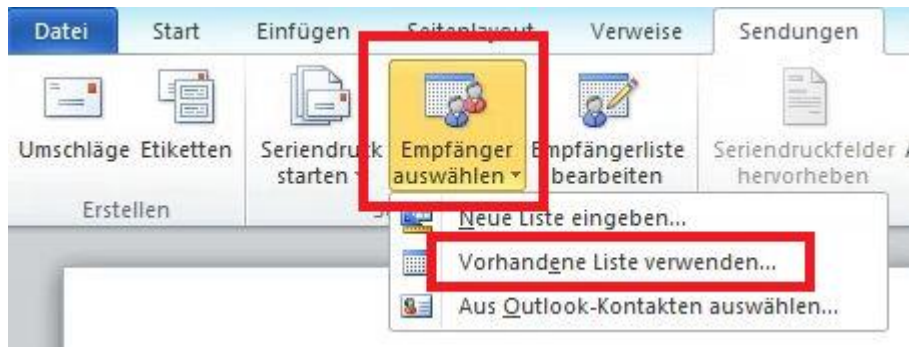 Datei Start Einfügen Seitenlayout Verweise Sendungen
Umschläge Etiketten Seriendruck Empfänger Empfängerliste Seriendruckfelder
starten auswählen bearbeiten hervorheben
Erstellen
Neue Liste eingeben...
Vorhandene Liste verwenden...
Aus Outlook-Kontakten auswählen...